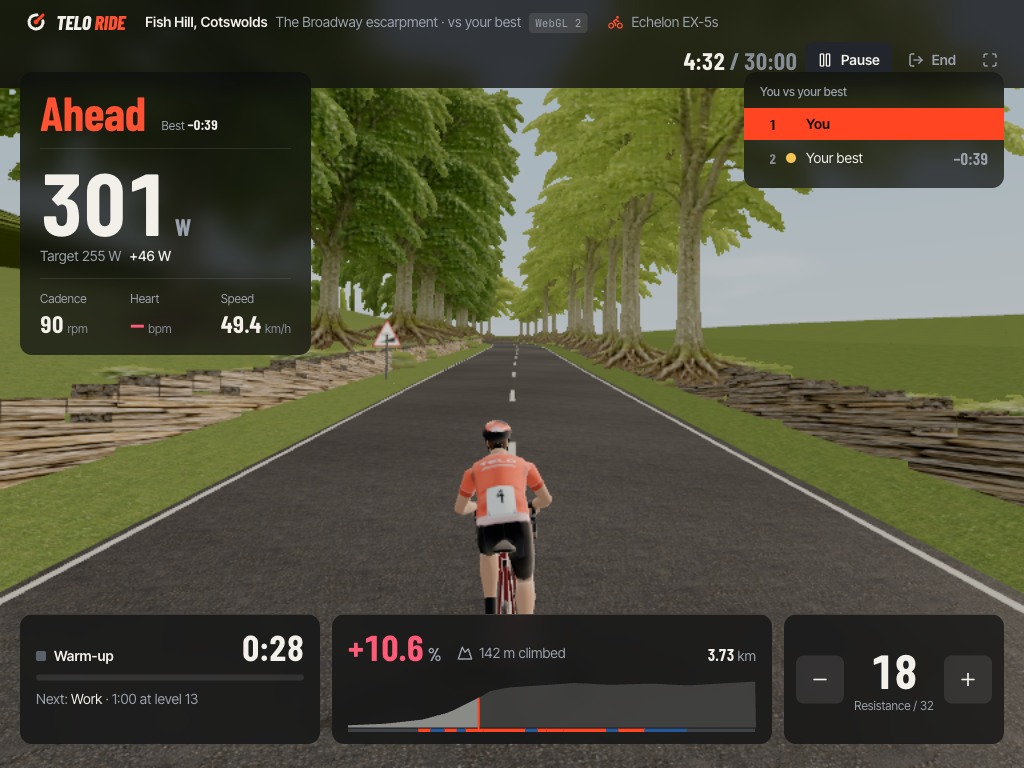 TELO RIDE Fish Hill, Cotswolds The Broadway escarpment · vs your best WebGL 2 Echelon EX-5s
4:32 / 30:00 Pause End
Ahead Best −0:39
301 W
Target 255 W +46 W
Cadence Heart Speed
90 rpm – bpm 49.4 km/h
You vs your best
1 You
2 Your best −0:39
TELO
4
Warm-up 0:28
Next: Work · 1:00 at level 13
+10.6 % 142 m climbed 3.73 km
− 18 +
Resistance / 32